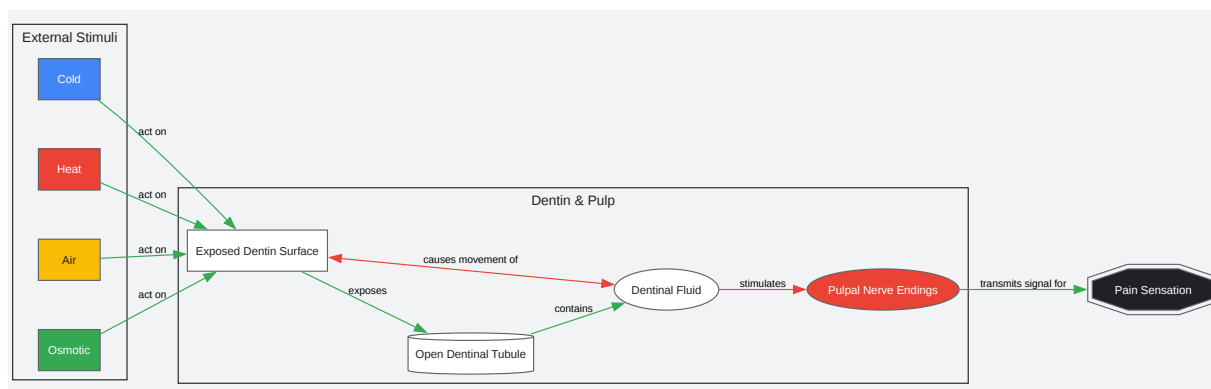 External Stimuli
Cold
act on
Heat
act on
Dentin & Pulp
Air
act on
Exposed Dentin Surface
causes movement of
act on
exposes
Dentinal Fluid
stimulates
Pulpal Nerve Endings
transmits signal for
Pain Sensation
contains
Osmotic
Open Dentinal Tubule